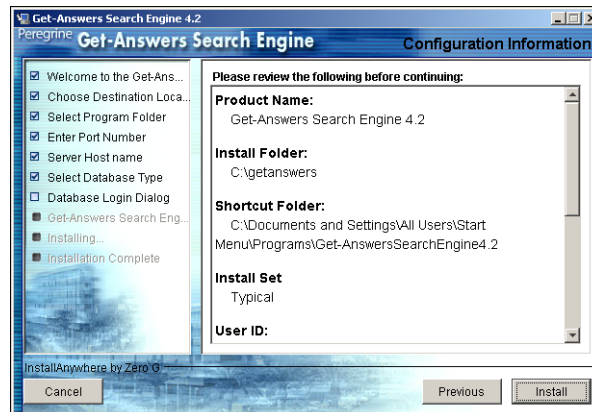 Get-Answers Search Engine 4.2
Peregrine Get-Answers Search Engine
Configuration Information
Welcome to the Get-Ans...
Choose Destination Loca...
Select Program Folder
Enter Port Number
Server Host name
Select Database Type
Database Login Dialog
Get-Answers Search Eng...
Installing...
Installation Complete
Please review the following before continuing:
Product Name:
Get-Answers Search Engine 4.2
Install Folder:
C:\getanswers
Shortcut Folder:
C:\Documents and Settings\All Users\Start
Menu\Programs\Get-AnswersSearchEngine4.2
Install Set
Typical
User ID:
InstallAnywhere by Zero G
Cancel
Previous
Install